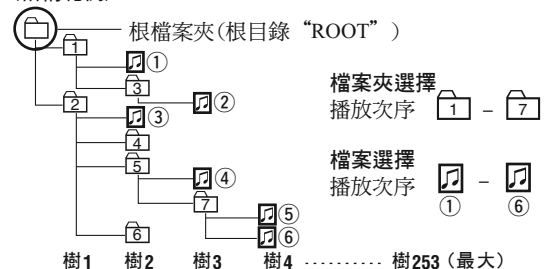 根檔案夾(根目錄“ROOT”)
1
①
3
②
2
③
4
5
④
7
⑤
⑥
6
檔案夾選擇
播放次序 1 – 7
檔案選擇
播放次序 –
① ⑥
樹1 樹2 樹3 樹4 .......... 樹253 (最大)